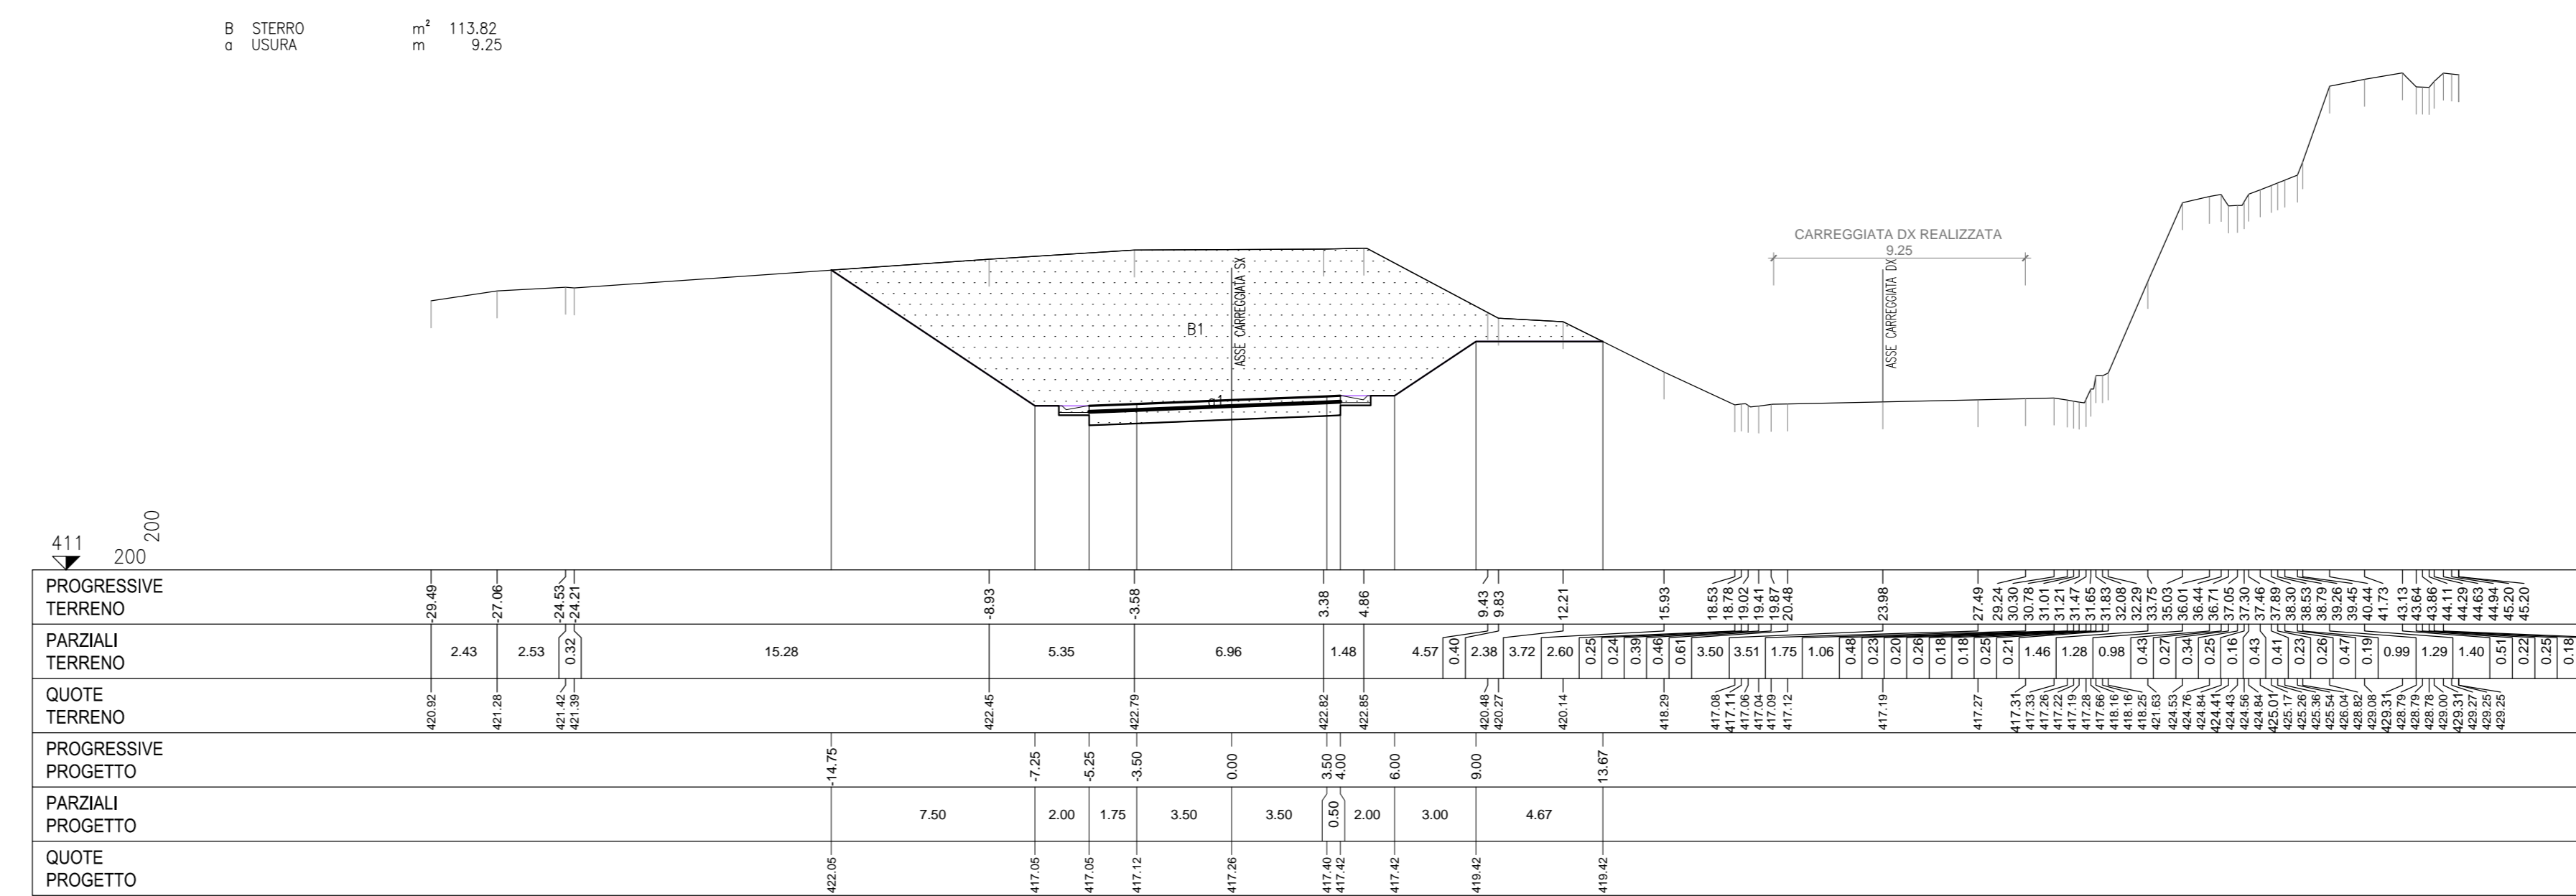 B STERRO m² 113.82
a USURA m 9.25
CARREGGIATA DX REALIZZATA
9.25
ASSE CARREGGIATA SX
ASSE CARREGGIATA DX
B1
a1
200
411
200
PROGRESSIVE TERRENO
-29.49 -27.06 -24.53 -24.21 -8.93 -3.58 3.38 4.86 9.43 9.83 12.21 15.93 18.53 18.78 19.02 19.41 19.87 20.48 23.98 27.49 29.24 30.30 30.78 31.01 31.21 31.47 31.65 31.83 32.08 32.29 33.75 35.03 36.01 36.44 36.71 37.05 37.30 37.46 37.89 38.30 38.53 38.79 39.26 39.45 40.44 41.73 43.13 43.64 43.86 44.11 44.29 44.63 44.94 45.20 45.20
PARZIALI TERRENO
2.43 2.53 0.32 15.28 5.35 6.96 1.48 4.57 0.40 2.38 3.72 2.60 0.25 0.24 0.39 0.46 0.61 3.50 3.51 1.75 1.06 0.48 0.23 0.20 0.26 0.18 0.18 0.25 0.21 1.46 1.28 0.98 0.43 0.27 0.34 0.25 0.16 0.43 0.41 0.23 0.26 0.47 0.19 0.99 1.29 1.40 0.51 0.22 0.25 0.18
QUOTE TERRENO
420.92 421.28 421.42 421.39 422.45 422.79 422.82 422.85 420.48 420.27 420.14 418.29 417.08 417.11 417.06 417.04 417.09 417.12 417.19 417.27 417.31 417.33 417.26 417.22 417.19 417.28 417.66 418.16 418.16 418.25 421.63 424.53 424.76 424.84 424.41 424.43 424.56 424.84 425.01 425.17 425.26 425.36 425.54 426.04 428.82 429.08 429.31 428.79 428.79 428.78 429.00 429.31 429.27 429.25 429.25
PROGRESSIVE PROGETTO
-14.75 -7.25 -5.25 -3.50 0.00 3.50 4.00 6.00 9.00 13.67
PARZIALI PROGETTO
7.50 2.00 1.75 3.50 3.50 0.50 2.00 3.00 4.67
QUOTE PROGETTO
422.05 417.05 417.05 417.12 417.26 417.40 417.42 417.42 419.42 419.42